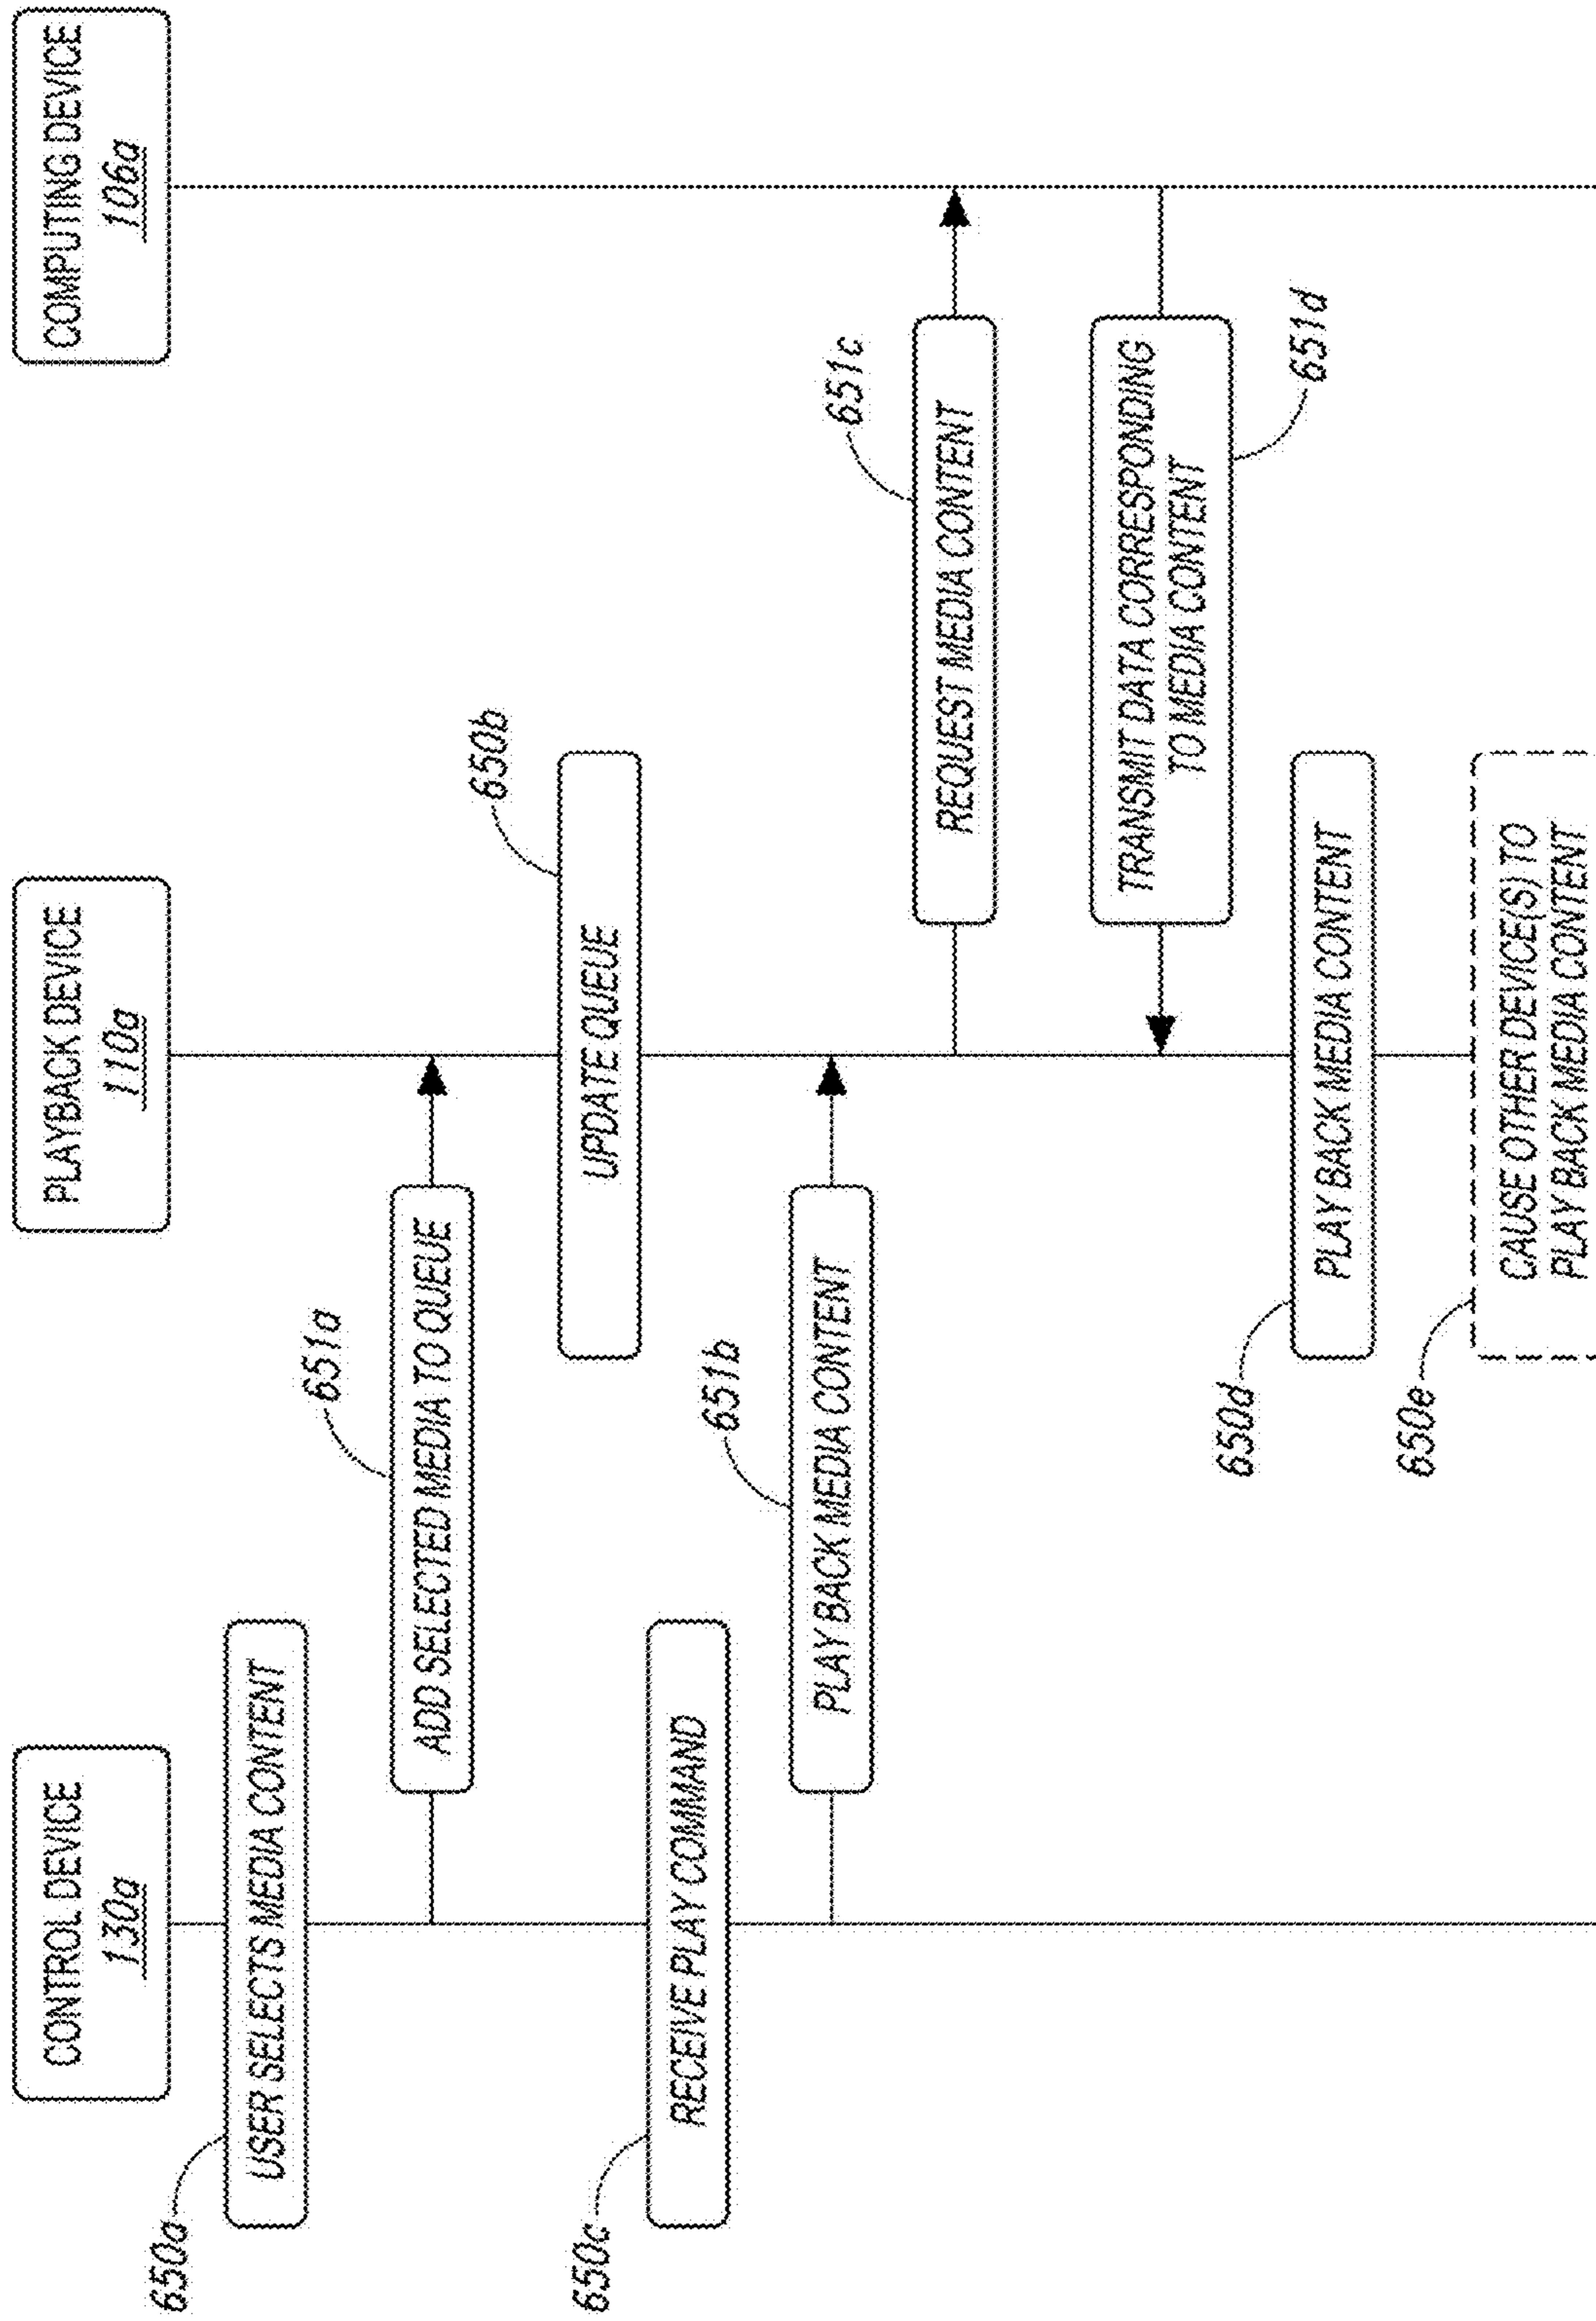 CONTROL DEVICE
130a
PLAYBACK DEVICE
110a
COMPUTING DEVICE
106a
650a
USER SELECTS MEDIA CONTENT
651a
ADD SELECTED MEDIA TO QUEUE
650b
UPDATE QUEUE
650c
RECEIVE PLAY COMMAND
651b
PLAY BACK MEDIA CONTENT
651c
REQUEST MEDIA CONTENT
TRANSMIT DATA CORRESPONDING
TO MEDIA CONTENT
651d
650d
PLAY BACK MEDIA CONTENT
650e
CAUSE OTHER DEVICE(S) TO
PLAY BACK MEDIA CONTENT